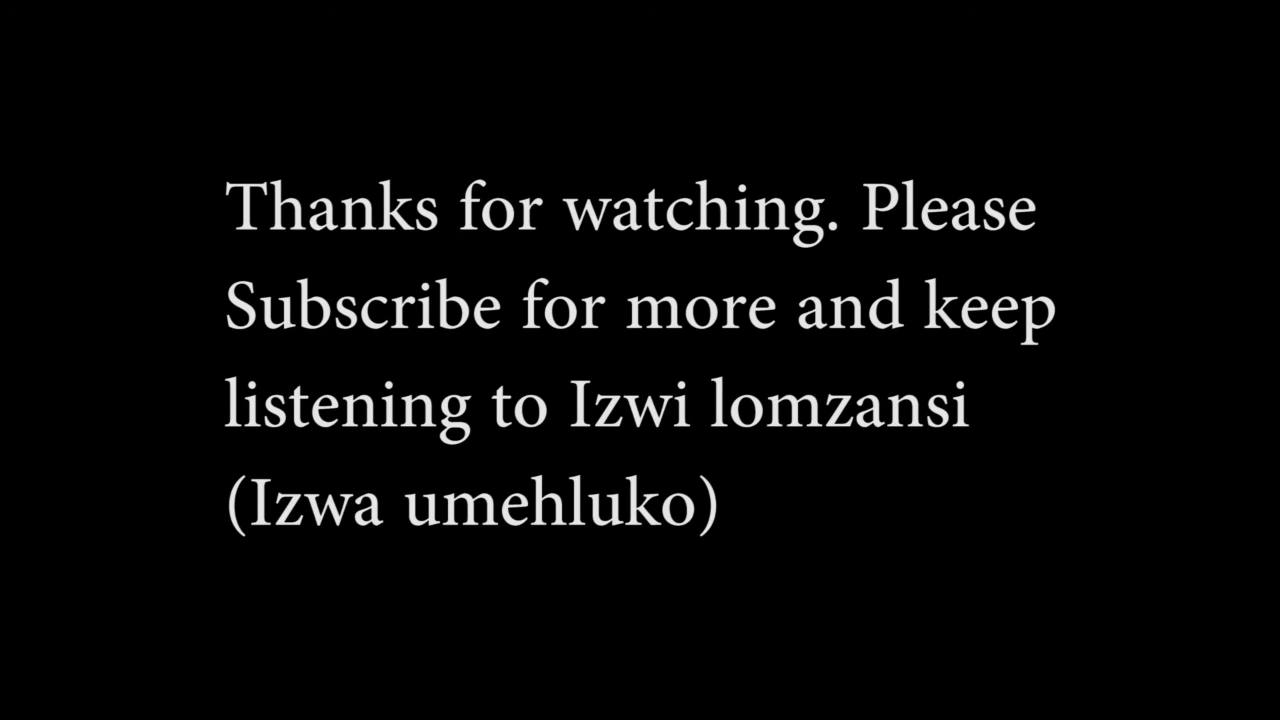 Thanks for watching. Please
Subscribe for more and keep
listening to Izwi lomzansi
(Izwa umehluko)